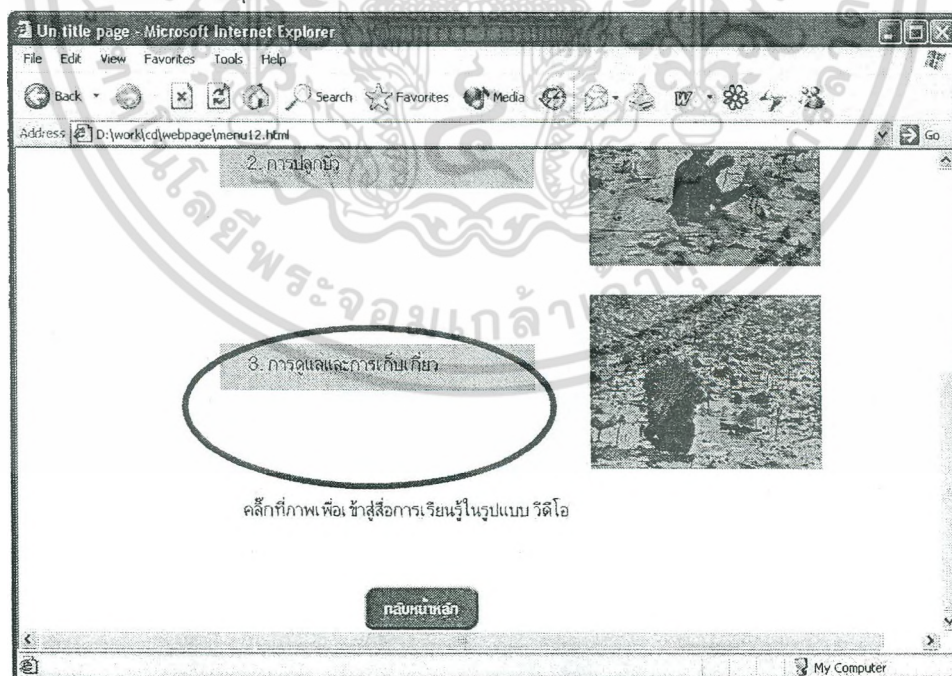 Un title page - Microsoft Internet Explorer
File Edit View Favorites Tools Help
Back Search Favorites Media
Address D:\work\cd\webpage\menu12.html Go
2. การปลูกบัว
3. การดูแลและการเก็บเกี่ยว
คลิ๊กที่ภาพเพื่อเข้าสู่สื่อการเรียนรู้ในรูปแบบ วีดีโอ
กลับหน้าหลัก
My Computer